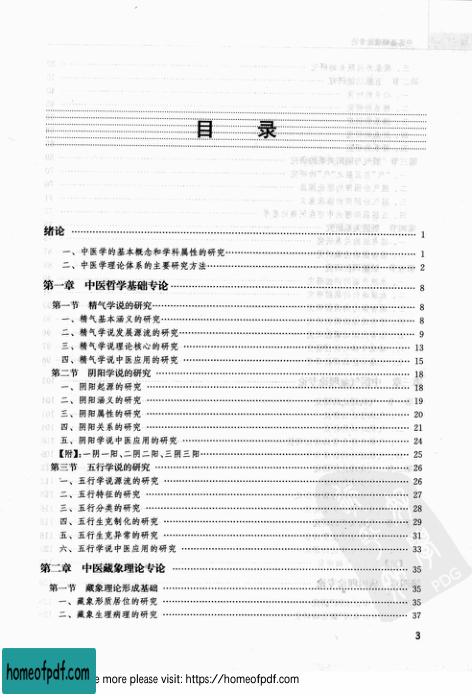 目 录
绪论 1
一、中医学的基本概念和学科属性的研究 1
二、中医学理论体系的主要研究方法 2
第一章 中医哲学基础专论 8
第一节 精气学说的研究 8
一、精气基本涵义的研究 8
二、精气学说发展源流的研究 9
三、精气学说理论核心的研究 13
四、精气学说中医应用的研究 15
第二节 阴阳学说的研究 18
一、阴阳起源的研究 18
二、阴阳涵义的研究 19
三、阴阳属性的研究 20
四、阴阳关系的研究 21
五、阴阳学说中医应用的研究 24
【附】:一阴一阳、二阴二阳、三阴三阳 25
第三节 五行学说的研究 26
一、五行学说源流的研究 26
二、五行特征的研究 27
三、五行分类的研究 28
四、五行生克制化的研究 29
五、五行生克异常的研究 31
六、五行学说中医应用的研究 33
第二章 中医藏象理论专论 35
第一节 藏象理论形成基础 35
一、藏象形质居位的研究 35
二、藏象生理病理的研究 37
3
PDG
homeofpdf.com
e more please visit: https://homeofpdf.com